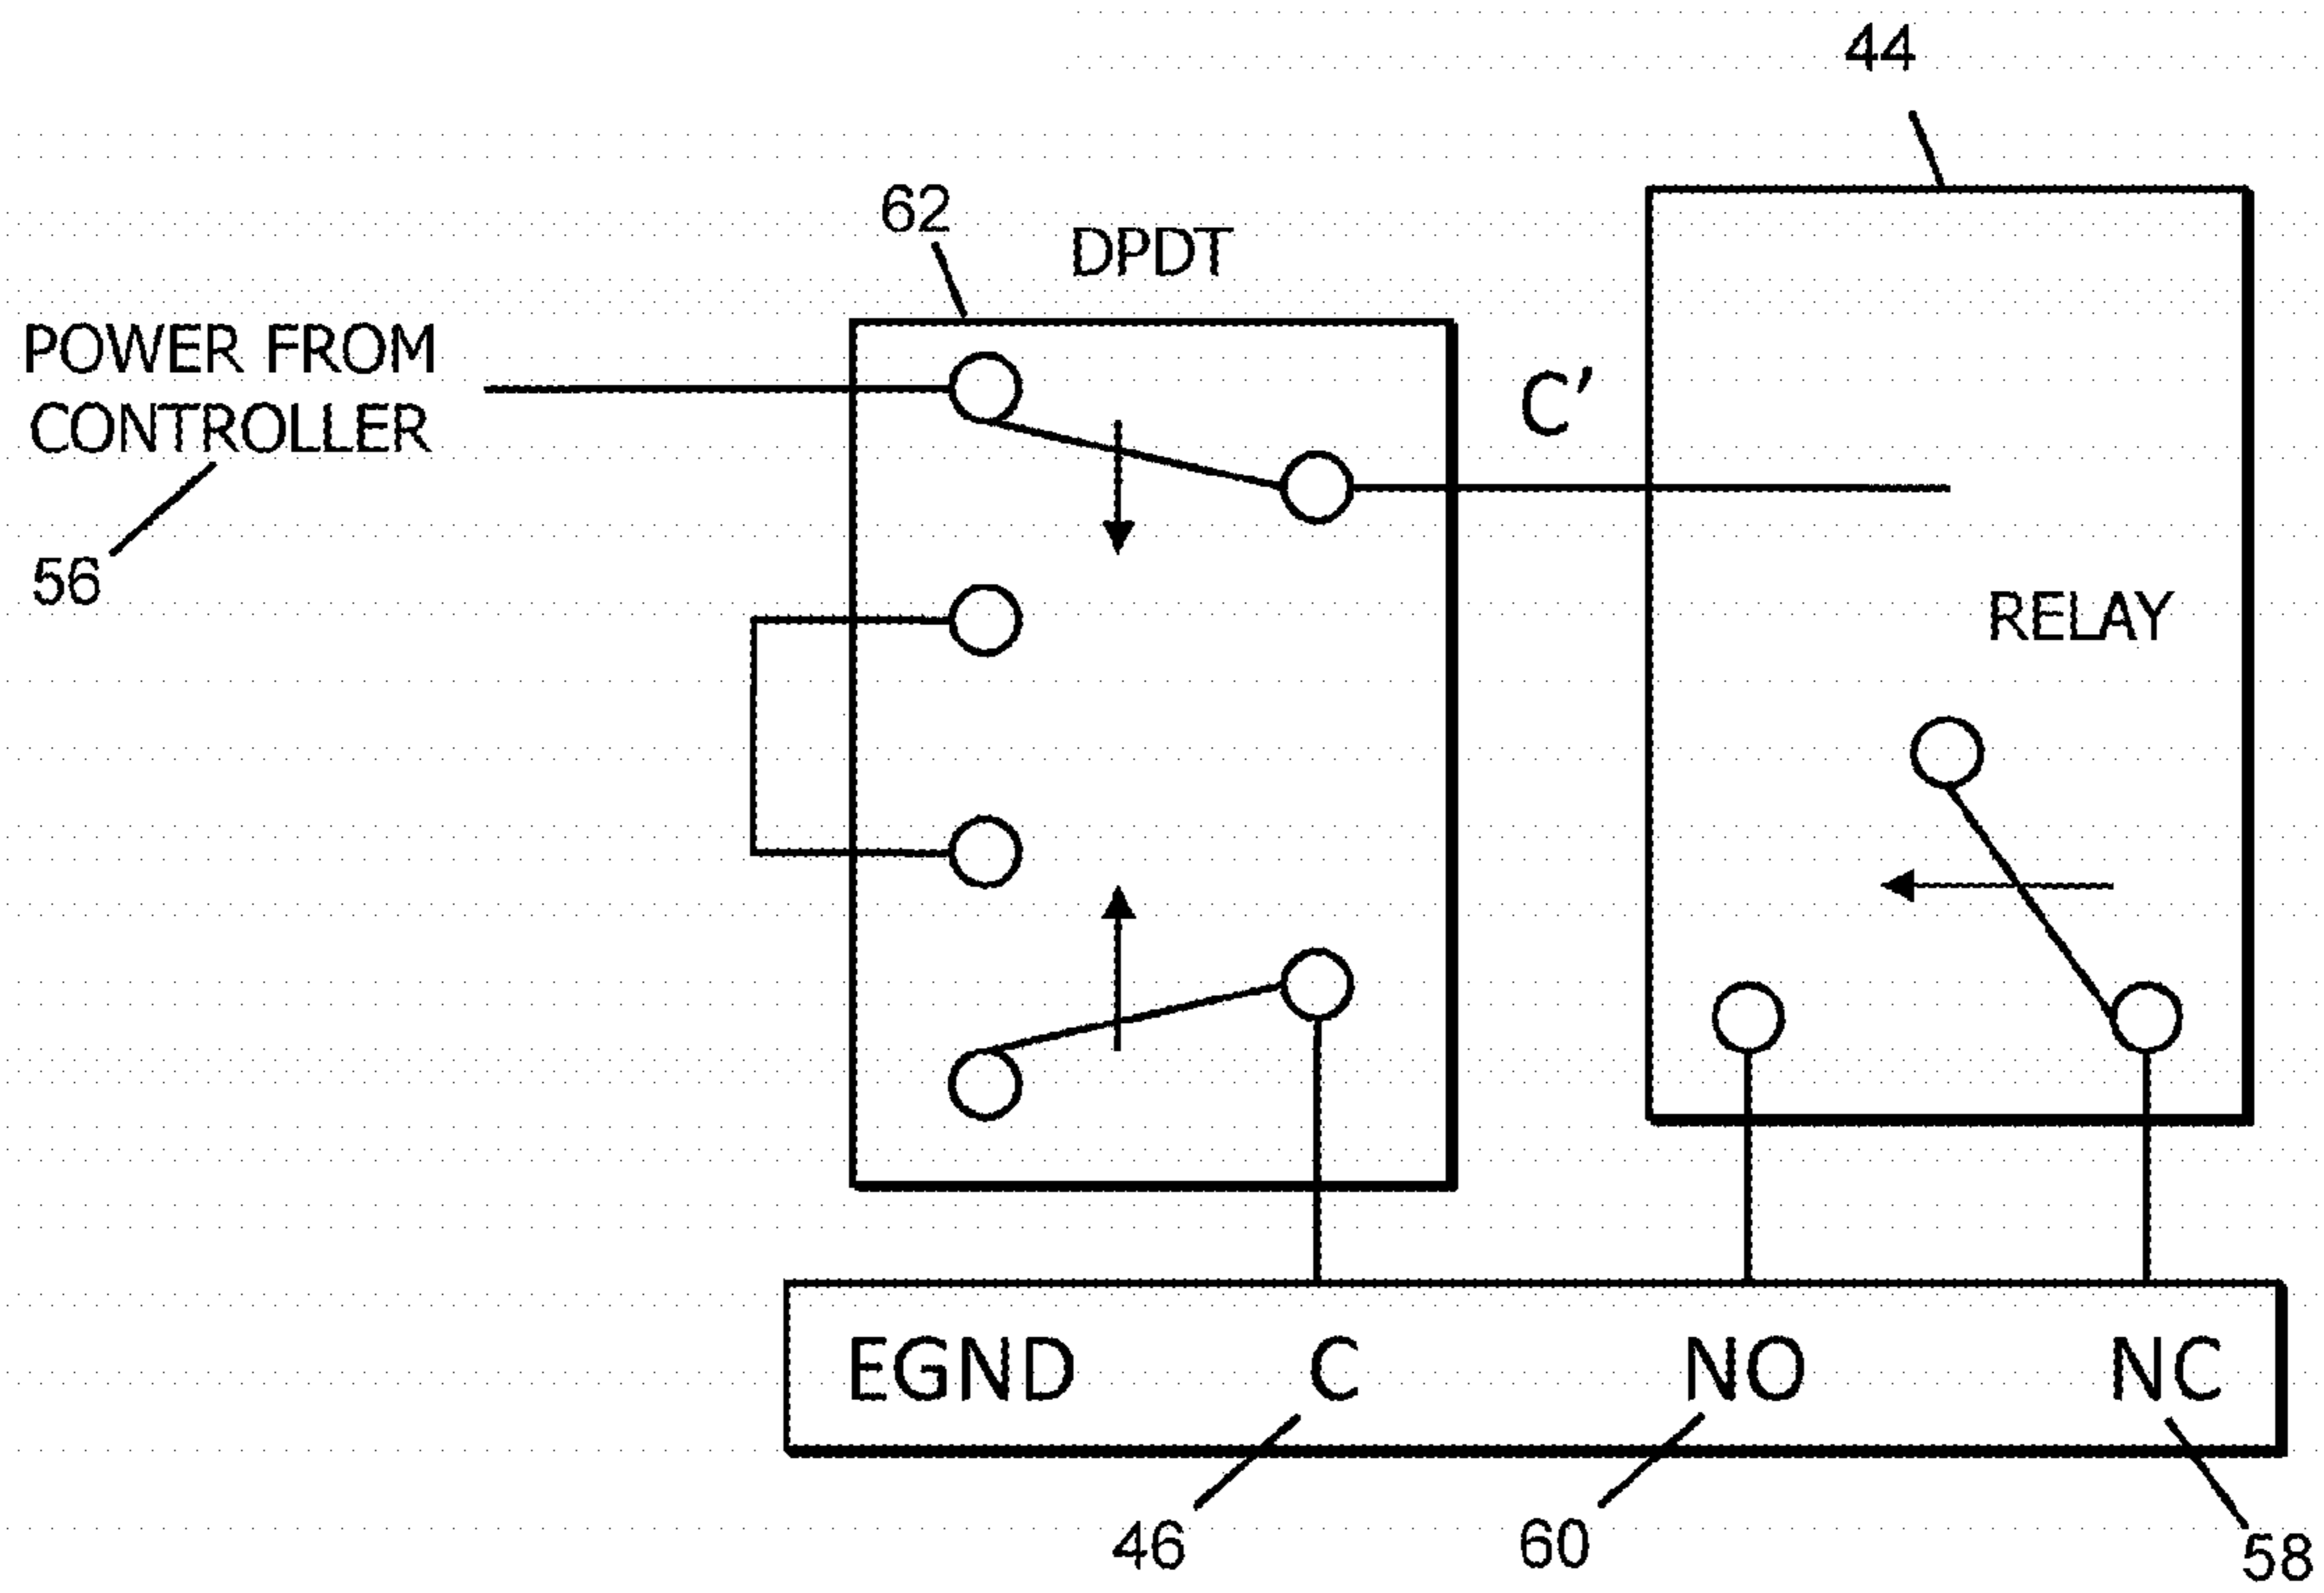 44
62
DPDT
POWER FROM
CONTROLLER
C′
56
RELAY
EGND C NO NC
46 60 58